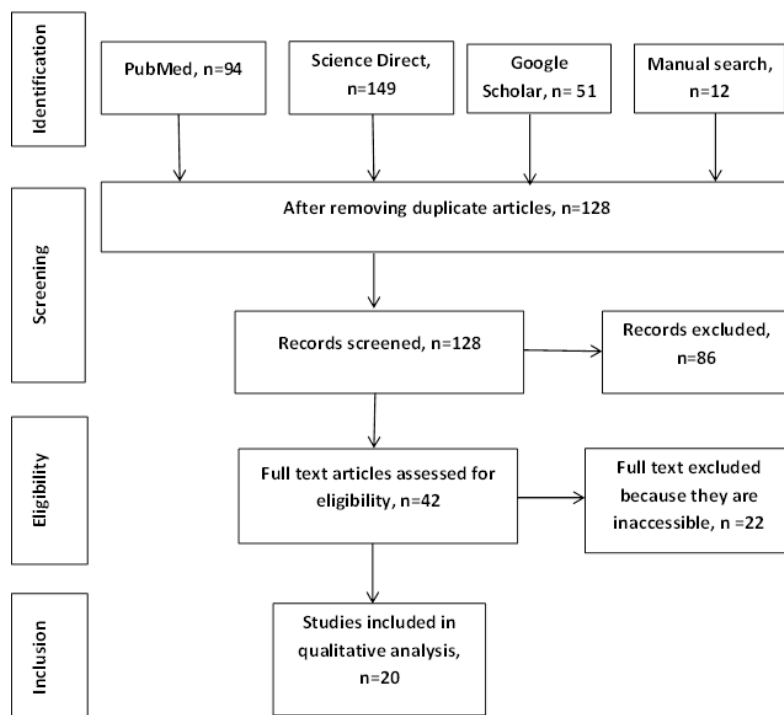 Identification
PubMed, n=94
Science Direct,
n=149
Google
Scholar, n= 51
Manual search,
n=12
Screening
After removing duplicate articles, n=128
Records screened, n=128
Records excluded,
n=86
Eligibility
Full text articles assessed for
eligibility, n=42
Full text excluded
because they are
inaccessible, n =22
Inclusion
Studies included in
qualitative analysis,
n=20